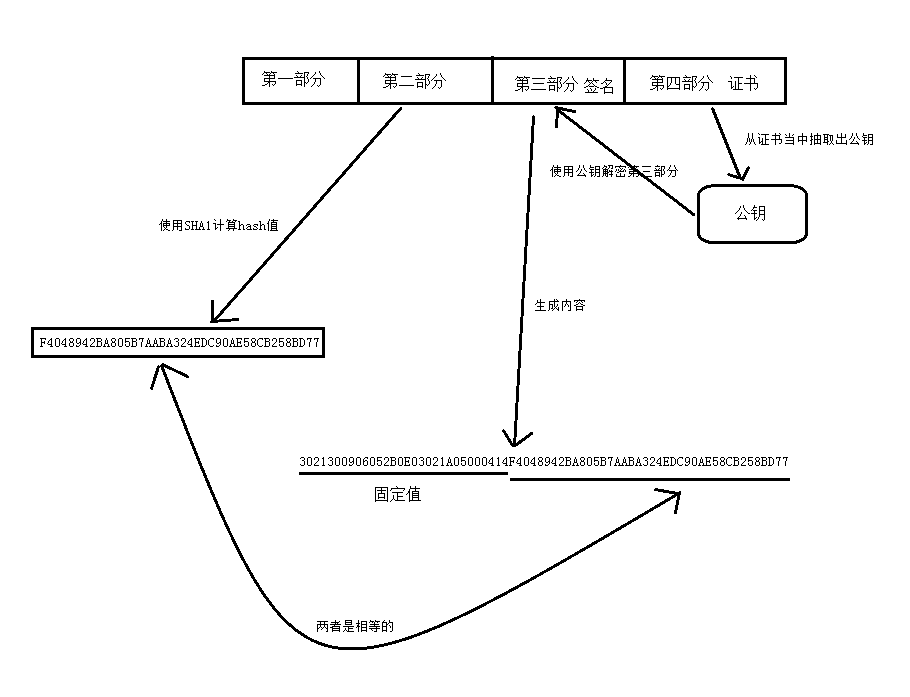 第一部分
第二部分
第三部分 签名
第四部分 证书
从证书当中抽取出公钥
使用公钥解密第三部分
公钥
使用SHA1计算hash值
生成内容
F4048942BA805B7AABA324EDC90AE58CB258BD77
3021300906052B0E03021A05000414F4048942BA805B7AABA324EDC90AE58CB258BD77
固定值
两者是相等的